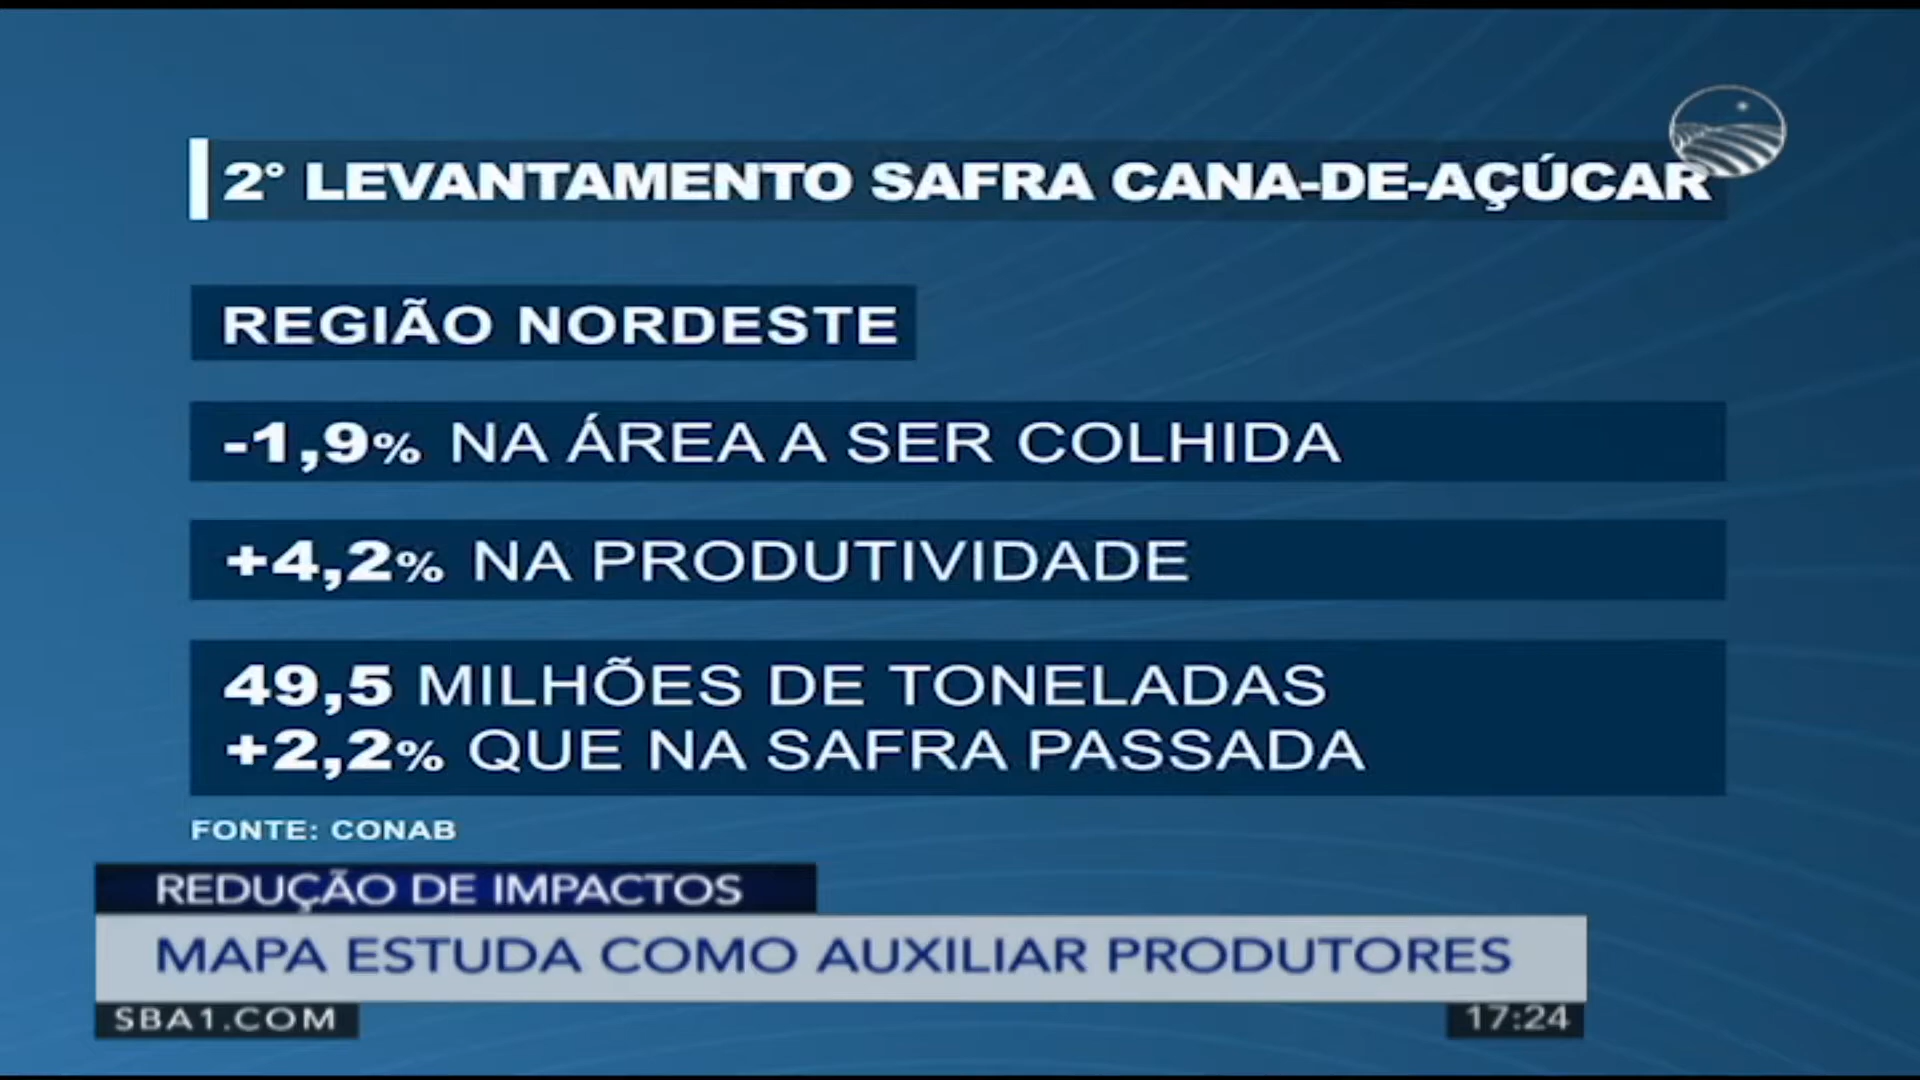 2° LEVANTAMENTO SAFRA CANA-DE-AÇÚCAR
REGIÃO NORDESTE
-1,9% NA ÁREA A SER COLHIDA
+4,2% NA PRODUTIVIDADE
49,5 MILHÕES DE TONELADAS
+2,2% QUE NA SAFRA PASSADA
FONTE: CONAB
REDUÇÃO DE IMPACTOS
MAPA ESTUDA COMO AUXILIAR PRODUTORES
SBA1.COM
17:24